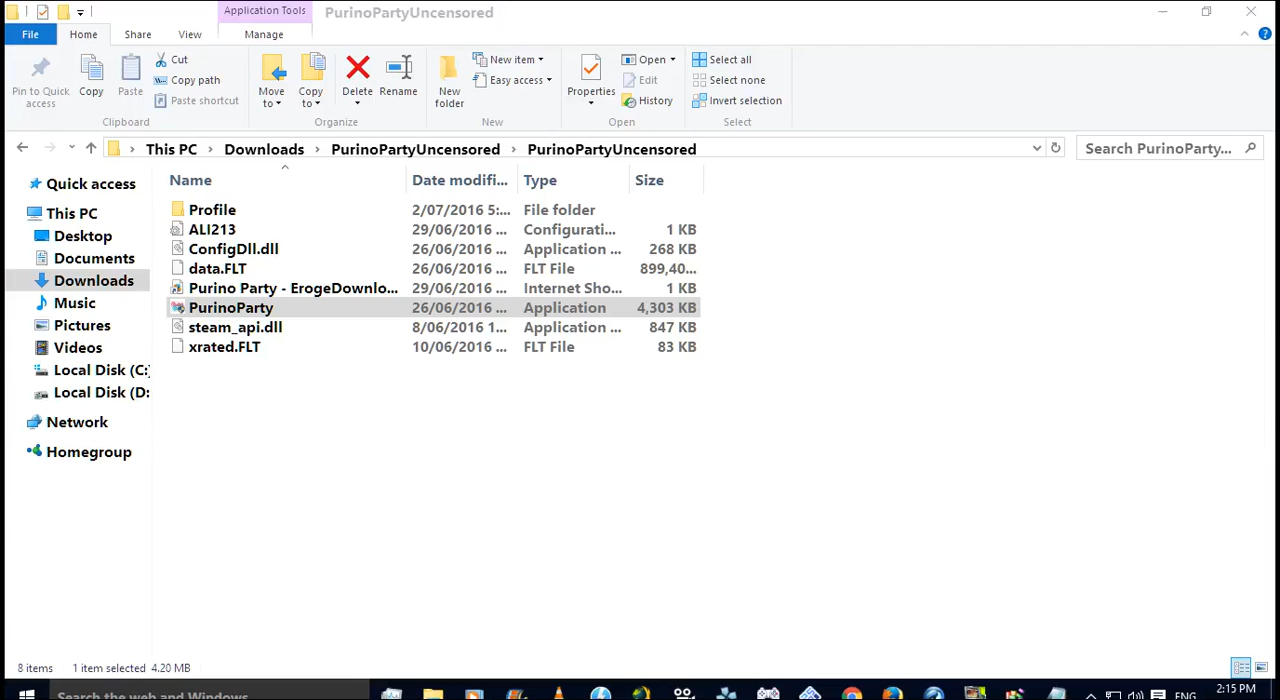 Application Tools PurinoPartyUncensored
File Home Share View Manage
Pin to Quick access
Copy
Paste
Cut
Copy path
Paste shortcut
Clipboard
Move to
Copy to
Delete
Rename
Organize
New folder
New item
Easy access
New
Properties
Open
Edit
History
Open
Select all
Select none
Invert selection
Select
This PC › Downloads › PurinoPartyUncensored › PurinoPartyUncensored
Search PurinoParty...
Quick access
This PC
Desktop
Documents
Downloads
Music
Pictures
Videos
Local Disk (C:)
Local Disk (D:
Network
Homegroup
Name Date modifi... Type Size
Profile 2/07/2016 5:... File folder
ALI213 29/06/2016 ... Configurati... 1 KB
ConfigDll.dll 26/06/2016 ... Application ... 268 KB
data.FLT 26/06/2016 ... FLT File 899,40...
Purino Party - ErogeDownlo... 29/06/2016 ... Internet Sho... 1 KB
PurinoParty 26/06/2016 ... Application 4,303 KB
steam_api.dll 8/06/2016 1... Application ... 847 KB
xrated.FLT 10/06/2016 ... FLT File 83 KB
8 items 1 item selected 4.20 MB
Search the web and Windows
ENG
2:15 PM